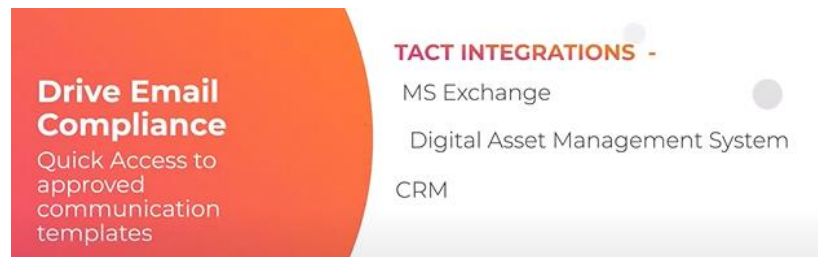 Drive Email
Compliance
Quick Access to
approved
communication
templates
TACT INTEGRATIONS -
MS Exchange
Digital Asset Management System
CRM